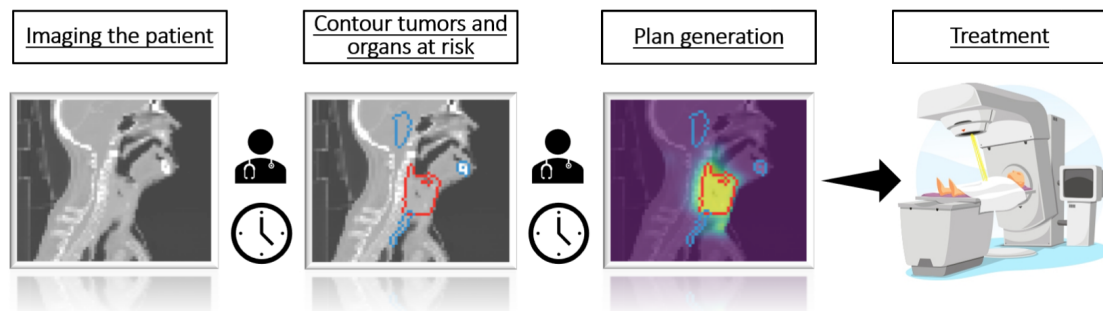 Imaging the patient
Contour tumors and
organs at risk
Plan generation
Treatment